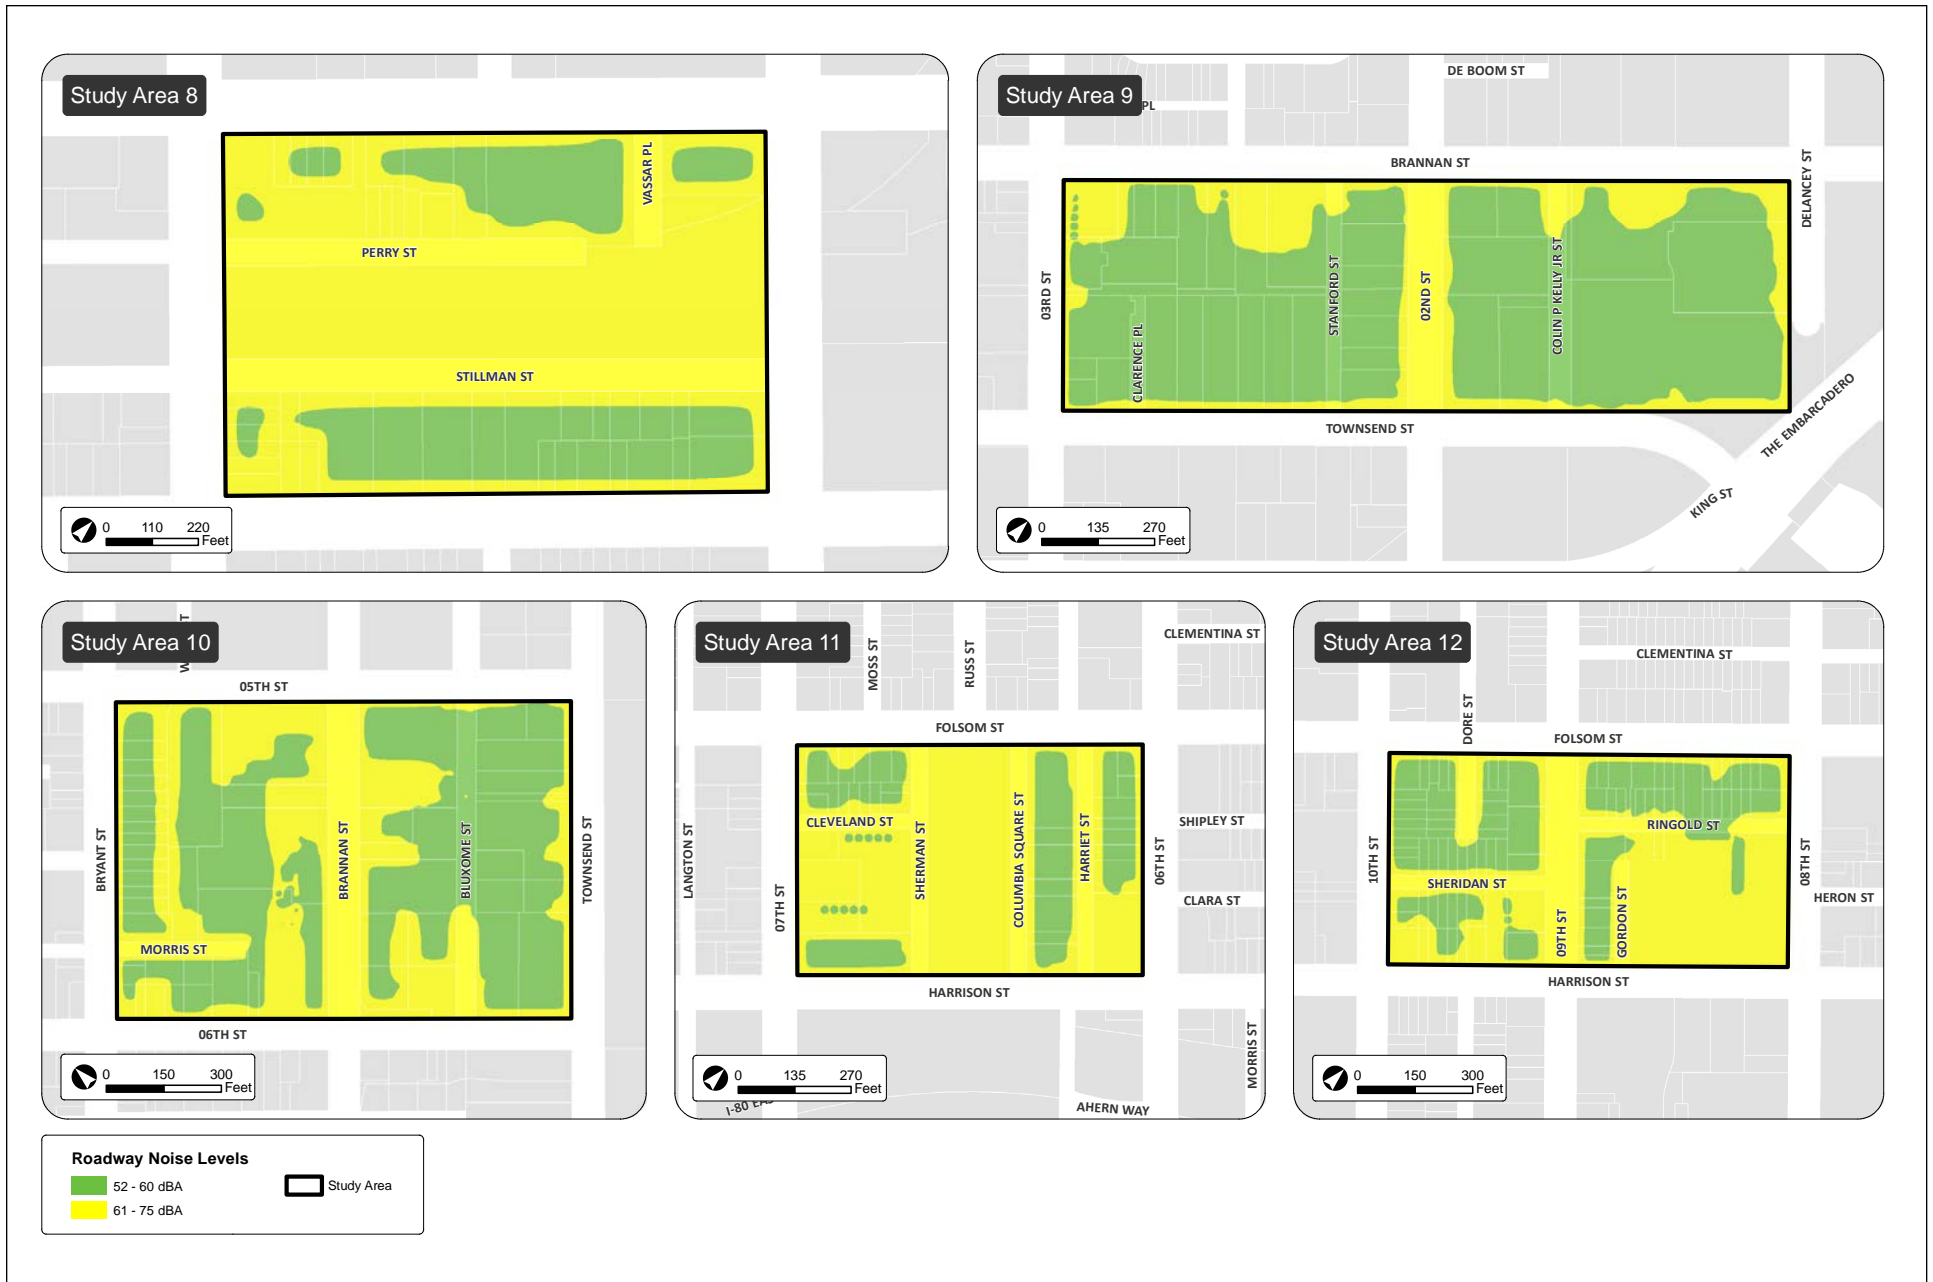 Study Area 8
VASSAR PL
PERRY ST
STILLMAN ST
0 110 220
Feet
Study Area 9
PL
DE BOOM ST
BRANNAN ST
DELANCEY ST
03RD ST
CLARENCE PL
STANFORD ST
02ND ST
COLIN P KELLY JR ST
TOWNSEND ST
THE EMBARCADERO
KING ST
0 135 270
Feet
Study Area 10
05TH ST
BRYANT ST
BRANNAN ST
BLUXOME ST
TOWNSEND ST
MORRIS ST
06TH ST
0 150 300
Feet
Study Area 11
MOSS ST
RUSS ST
CLEMENTINA ST
FOLSOM ST
LANGTON ST
07TH ST
CLEVELAND ST
SHERMAN ST
COLUMBIA SQUARE ST
HARRIET ST
06TH ST
SHIPLEY ST
CLARA ST
HARRISON ST
MORRIS ST
AHERN WAY
I-80 EAS
0 135 270
Feet
Study Area 12
CLEMENTINA ST
DORE ST
FOLSOM ST
10TH ST
RINGOLD ST
SHERIDAN ST
09TH ST
GORDON ST
08TH ST
HERON ST
HARRISON ST
0 150 300
Feet
Roadway Noise Levels
52 - 60 dBA
61 - 75 dBA
Study Area